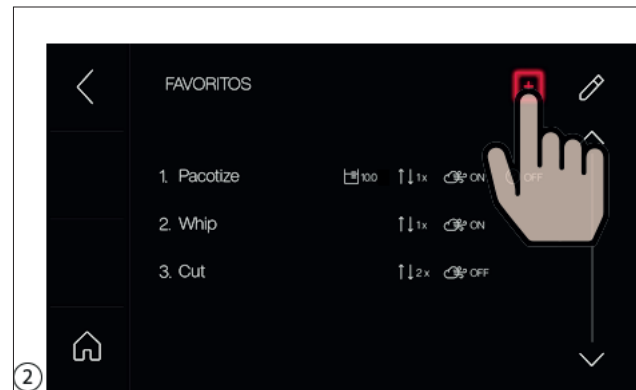 FAVORITOS
1. Pacotize 100 1x ON OFF
2. Whip 1x ON
3. Cut 2x OFF
2